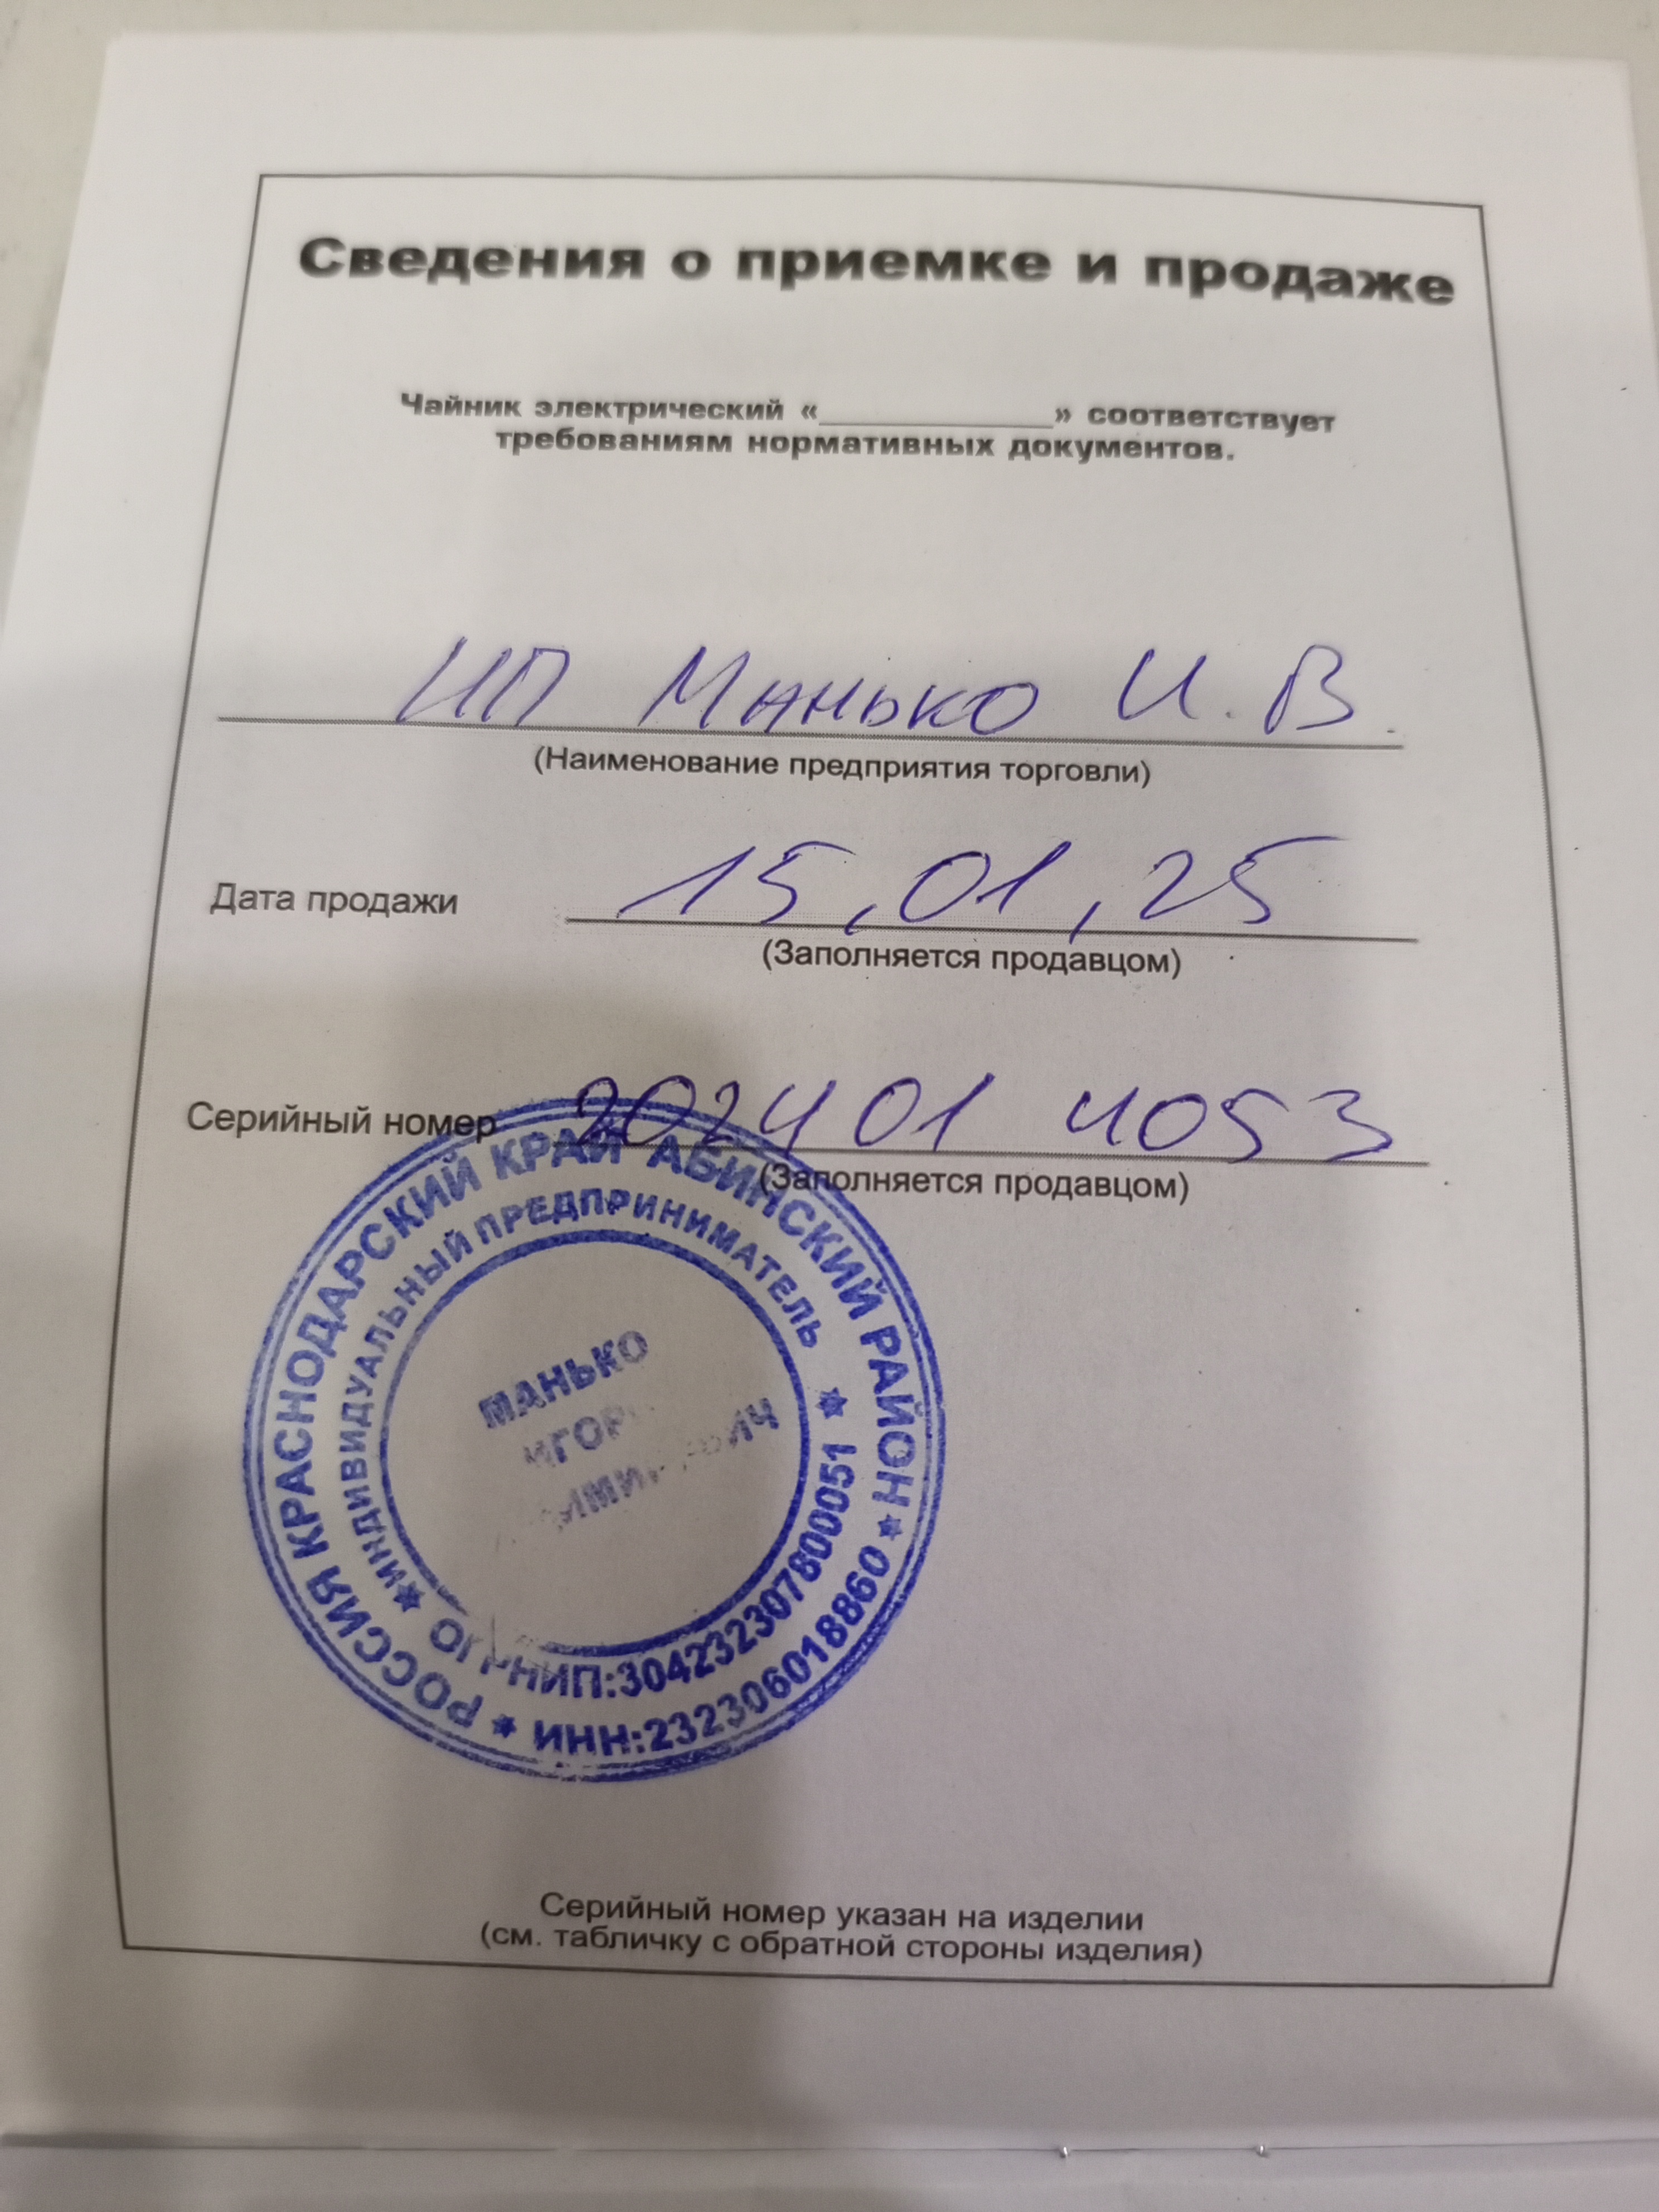 Сведения о приемке и продаже
Чайник электрический «______________» соответствует
требованиям нормативных документов.
ИП Манько И.В.
(Наименование предприятия торговли)
Дата продажи 15,01,25
(Заполняется продавцом)
Серийный номер 202401 4053
(Заполняется продавцом)
РОССИЯ КРАСНОДАРСКИЙ КРАЙ АБИНСКИЙ РАЙОН
ИНН:232306018860
ИНДИВИДУАЛЬНЫЙ ПРЕДПРИНИМАТЕЛЬ
ОГРНИП:304232307800051
МАНЬКО
Серийный номер указан на изделии
(см. табличку с обратной стороны изделия)